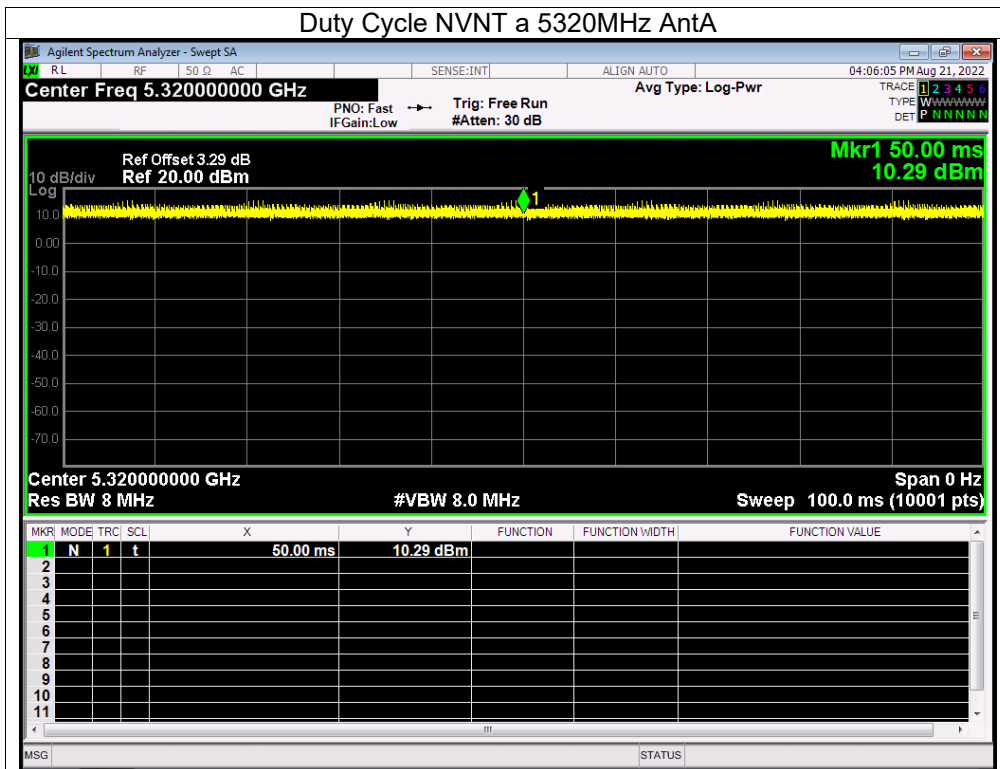 Duty Cycle NVNT a 5320MHz AntA
Agilent Spectrum Analyzer - Swept SA
LXI RL RF 50 Ω AC SENSE:INT ALIGN AUTO 04:06:05 PM Aug 21, 2022
Center Freq 5.320000000 GHz Avg Type: Log-Pwr TRACE 1 2 3 4 5 6
PNO: Fast Trig: Free Run TYPE WWWWWW
IFGain:Low #Atten: 30 dB DET P N N N N N
Mkr1 50.00 ms
10.29 dBm
Ref Offset 3.29 dB
10 dB/div Ref 20.00 dBm
Log
1
10.0
0.00
-10.0
-20.0
-30.0
-40.0
-50.0
-60.0
-70.0
Center 5.320000000 GHz Span 0 Hz
Res BW 8 MHz #VBW 8.0 MHz Sweep 100.0 ms (10001 pts)
MKR MODE TRC SCL X Y FUNCTION FUNCTION WIDTH FUNCTION VALUE
1 N 1 t 50.00 ms 10.29 dBm
2
3
4
5
6
7
8
9
10
11
MSG STATUS